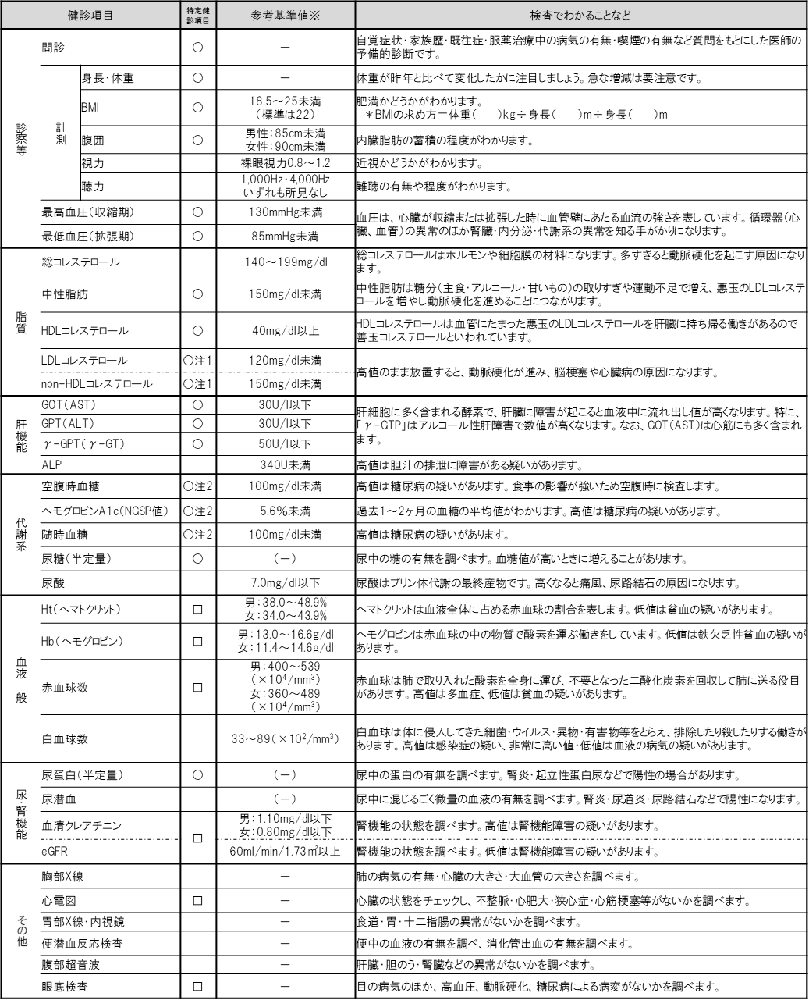 健診項目 特定健診項目 参考基準値※ 検査でわかることなど
診察等
問診 ○ － 自覚症状・家族歴・既往症・服薬治療中の病気の有無・喫煙の有無など質問をもとにした医師の
予備的診断です。
計測
身長・体重 ○ － 体重が昨年と比べて変化したかに注目しましょう。急な増減は要注意です。
BMI ○ 18.5～25未満
（標準は22）
肥満かどうかがわかります。
＊BMIの求め方＝体重(　　)kg÷身長(　　)m÷身長(　　)m
腹囲 ○ 男性：85cm未満
女性：90cm未満
内臓脂肪の蓄積の程度がわかります。
視力 裸眼視力0.8～1.2 近視かどうかがわかります。
聴力 1,000Hz・4,000Hz
いずれも所見なし
難聴の有無や程度がわかります。
最高血圧（収縮期） ○ 130mmHg未満
最低血圧（拡張期） ○ 85mmHg未満
血圧は、心臓が収縮または拡張した時に血管壁にあたる血流の強さを表しています。循環器（心
臓、血管）の異常のほか腎臓・内分泌・代謝系の異常を知る手がかりになります。
脂質
総コレステロール 140～199mg/dl
総コレステロールはホルモンや細胞膜の材料になります。多すぎると動脈硬化を起こす原因になり
ます。
中性脂肪 ○ 150mg/dl未満
中性脂肪は糖分（主食・アルコール・甘いもの）の取りすぎや運動不足で増え、悪玉のLDLコレステ
ロールを増やし動脈硬化を進めることにつながります。
HDLコレステロール ○ 40mg/dl以上
HDLコレステロールは血管にたまった悪玉のLDLコレステロールを肝臓に持ち帰る働きがあるので
善玉コレステロールといわれています。
LDLコレステロール ○注1 120mg/dl未満
non-HDLコレステロール ○注1 150mg/dl未満
高値のまま放置すると、動脈硬化が進み、脳梗塞や心臓病の原因になります。
肝機能
GOT(AST) ○ 30U/l以下
GPT(ALT) ○ 30U/l以下
γ-GPT(γ-GT) ○ 50U/l以下
肝細胞に多く含まれる酵素で、肝臓に障害が起こると血液中に流れ出し値が高くなります。特に、
「γ-GTP」はアルコール性肝障害で数値が高くなります。なお、GOT(AST)は心筋にも多く含まれ
ます。
ALP 340U未満 高値は胆汁の排泄に障害がある疑いがあります。
代謝系
空腹時血糖 ○注2 100mg/dl未満 高値は糖尿病の疑いがあります。食事の影響が強いため空腹時に検査します。
ヘモグロビンA1c(NGSP値) ○注2 5.6%未満 過去1～2ヶ月の血糖の平均値がわかります。高値は糖尿病の疑いがあります。
随時血糖 ○注2 100mg/dl未満 高値は糖尿病の疑いがあります。
尿糖（半定量） ○ （－） 尿中の糖の有無を調べます。血糖値が高いときに増えることがあります。
尿酸 7.0mg/dl以下 尿酸はプリン体代謝の最終産物です。高くなると痛風、尿路結石の原因になります。
血液一般
Ht（ヘマトクリット） □ 男：38.0～48.9%
女：34.0～43.9%
ヘマトクリットは血液全体に占める赤血球の割合を表します。低値は貧血の疑いがあります。
Hb（ヘモグロビン） □ 男：13.0～16.6g/dl
女：11.4～14.6g/dl
ヘモグロビンは赤血球の中の物質で酸素を運ぶ働きをしています。低値は鉄欠乏性貧血の疑いが
あります。
赤血球数 □ 男：400～539
（×10⁴/mm³）
女：360～489
（×10⁴/mm³）
赤血球は肺で取り入れた酸素を全身に運び、不要となった二酸化炭素を回収して肺に送る役目
があります。高値は多血症、低値は貧血の疑いがあります。
白血球数 33～89（×10²/mm³）
白血球は体に侵入してきた細菌・ウイルス・異物・有害物等をとらえ、排除したり殺したりする働きが
あります。高値は感染症の疑い、非常に高い値・低値は血液の病気の疑いがあります。
尿・腎機能
尿蛋白（半定量） ○ （－） 尿中の蛋白の有無を調べます。腎炎・起立性蛋白尿などで陽性の場合があります。
尿潜血 （－） 尿中に混じるごく微量の血液の有無を調べます。腎炎・尿道炎・尿路結石などで陽性になります。
血清クレアチニン □ 男：1.10mg/dl以下
女：0.80mg/dl以下
腎機能の状態を調べます。高値は腎機能障害の疑いがあります。
eGFR 60ml/min/1.73㎡以上 腎機能の状態を調べます。低値は腎機能障害の疑いがあります。
その他
胸部X線 － 肺の病気の有無・心臓の大きさ・大血管の大きさを調べます。
心電図 □ － 心臓の状態をチェックし、不整脈・心肥大・狭心症・心筋梗塞等がないかを調べます。
胃部X線・内視鏡 － 食道・胃・十二指腸の異常がないかを調べます。
便潜血反応検査 － 便中の血液の有無を調べ、消化管出血の有無を調べます。
腹部超音波 － 肝臓・胆のう・腎臓などの異常がないかを調べます。
眼底検査 □ － 目の病気のほか、高血圧、動脈硬化、糖尿病による病変がないかを調べます。